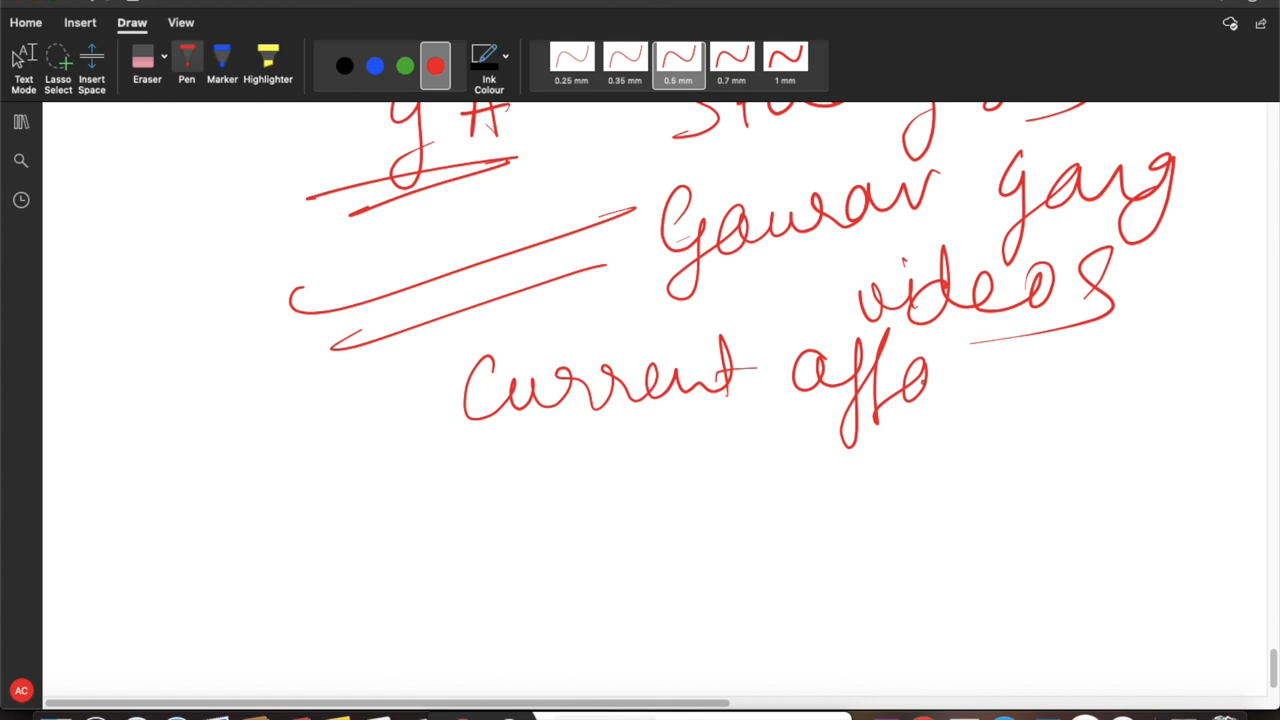 Home Insert Draw View
Text Mode
Lasso Select
Insert Space
Eraser
Pen
Marker
Highlighter
Ink Colour
0.25 mm
0.35 mm
0.5 mm
0.7 mm
1 mm
GA
Gaurav Garg
videos
Current affa
AC